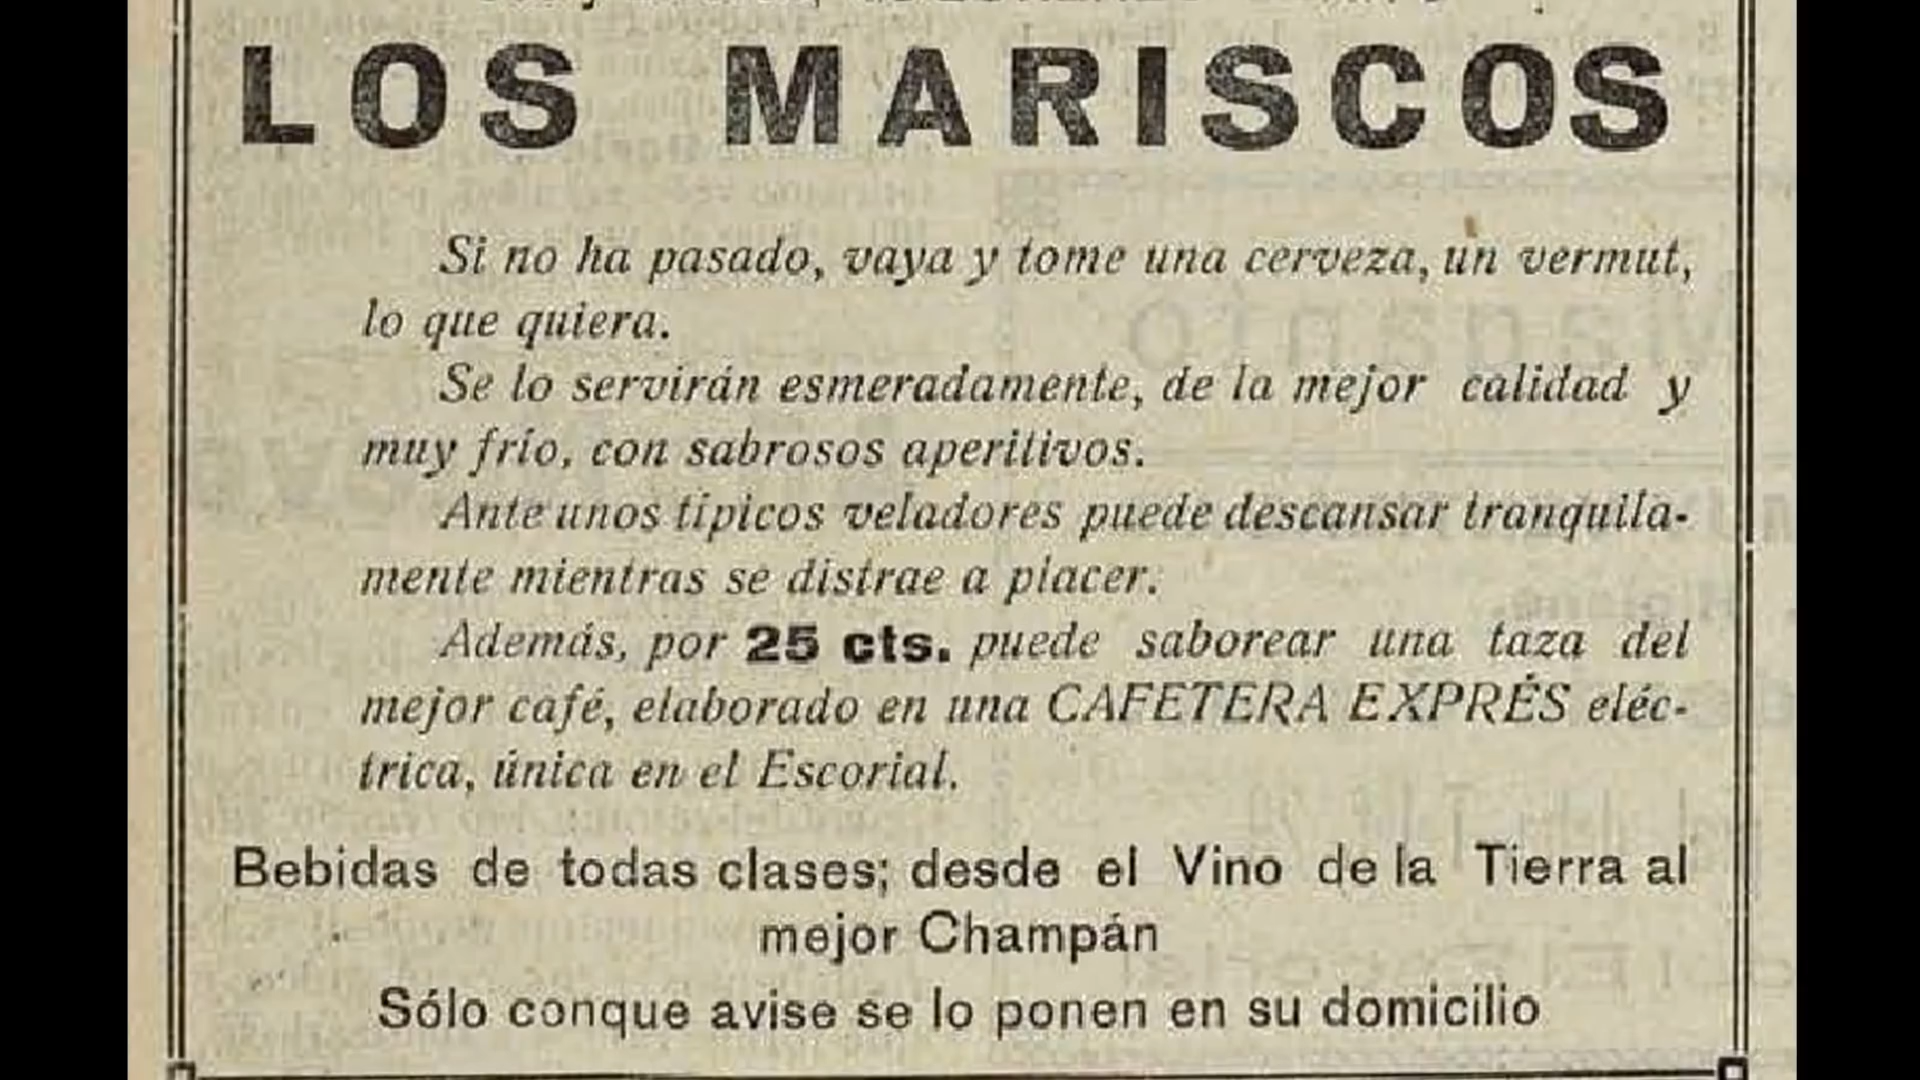 LOS MARISCOS
Si no ha pasado, vaya y tome una cerveza, un vermut,
lo que quiera.
Se lo servirán esmeradamente, de la mejor calidad y
muy frío, con sabrosos aperitivos.
Ante unos típicos veladores puede descansar tranquila-
mente mientras se distrae a placer.
Además, por 25 cts. puede saborear una taza del
mejor café, elaborado en una CAFETERA EXPRÉS eléc-
trica, única en el Escorial.
Bebidas de todas clases; desde el Vino de la Tierra al
mejor Champán
Sólo conque avise se lo ponen en su domicilio